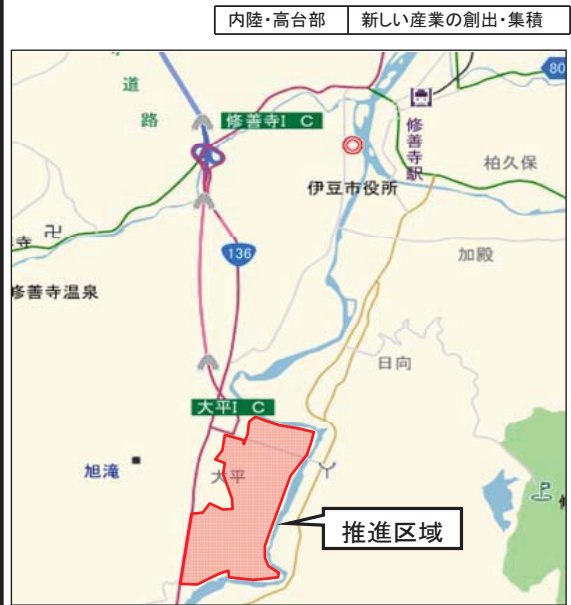 内陸・高台部 新しい産業の創出・集積
道
路
80
修善寺I C
修善寺駅
伊豆市役所
柏久保
136
加殿
寺
修善寺温泉
日向
大平I C
旭滝
大平
推進区域